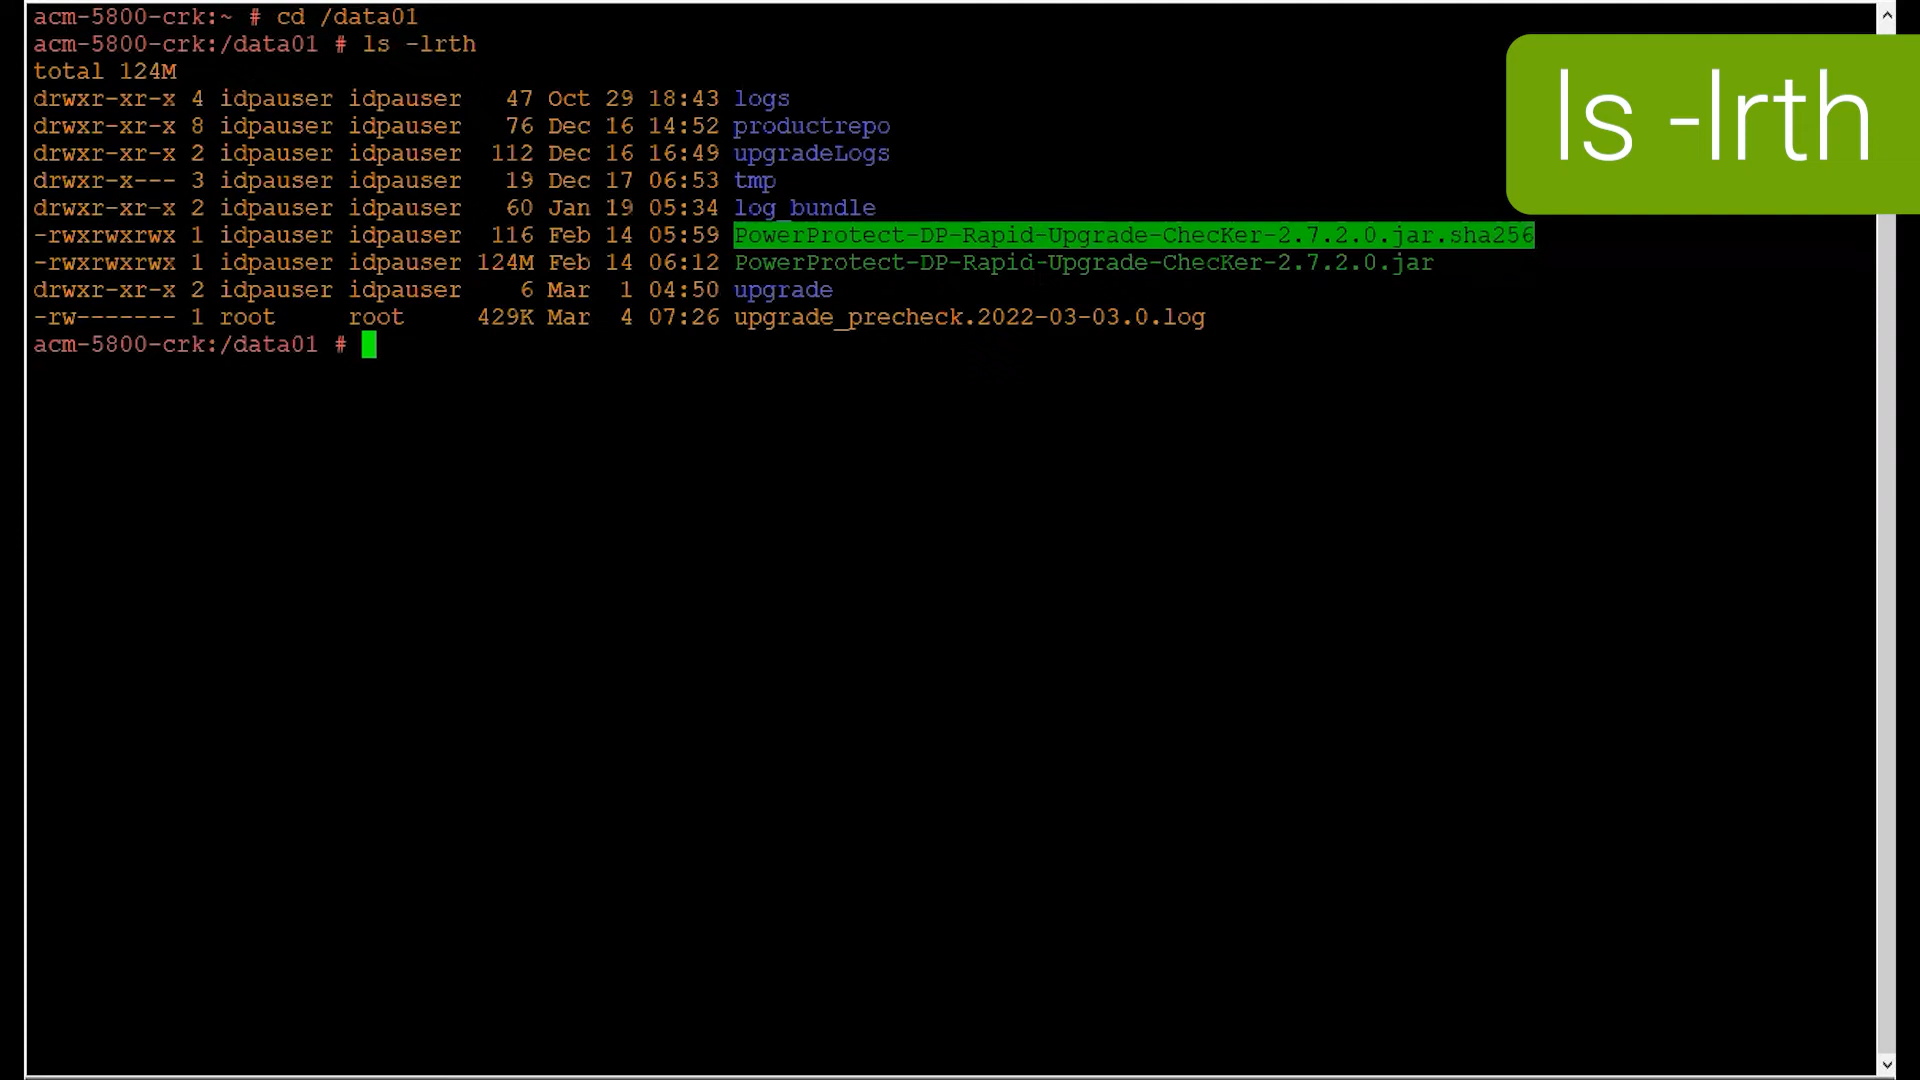 acm-5800-crk:~ # cd /data01
acm-5800-crk:/data01 # ls -lrth
total 124M
drwxr-xr-x 4 idpauser idpauser   47 Oct 29 18:43 logs
drwxr-xr-x 8 idpauser idpauser   76 Dec 16 14:52 productrepo
drwxr-xr-x 2 idpauser idpauser  112 Dec 16 16:49 upgradeLogs
drwxr-x--- 3 idpauser idpauser   19 Dec 17 06:53 tmp
drwxr-xr-x 2 idpauser idpauser   60 Jan 19 05:34 log_bundle
-rwxrwxrwx 1 idpauser idpauser  116 Feb 14 05:59 PowerProtect-DP-Rapid-Upgrade-ChecKer-2.7.2.0.jar.sha256
-rwxrwxrwx 1 idpauser idpauser 124M Feb 14 06:12 PowerProtect-DP-Rapid-Upgrade-ChecKer-2.7.2.0.jar
drwxr-xr-x 2 idpauser idpauser    6 Mar  1 04:50 upgrade
-rw------- 1 root     root     429K Mar  4 07:26 upgrade_precheck.2022-03-03.0.log
acm-5800-crk:/data01 #
ls -lrth